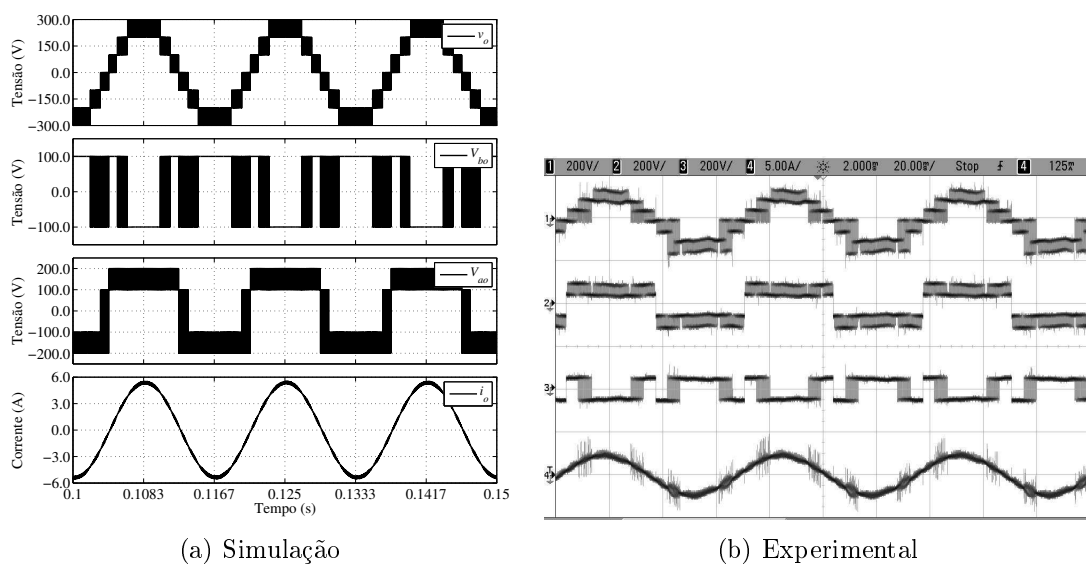 300.0
150.0
0.0
−150.0
−300.0
Tensão (V)
v_o
100.0
0.0
−100.0
Tensão (V)
V_bo
200.0
100.0
0.0
−100.0
−200.0
Tensão (V)
V_ao
6.0
3.0
0.0
−3.0
−6.0
Corrente (A)
i_o
0.1 0.1083 0.1167 0.125 0.1333 0.1417 0.15
Tempo (s)
(a) Simulação
1 200V/ 2 200V/ 3 200V/ 4 5.00A/ 2.000 20.00 / Stop 4 125
1
2
3
4
(b) Experimental